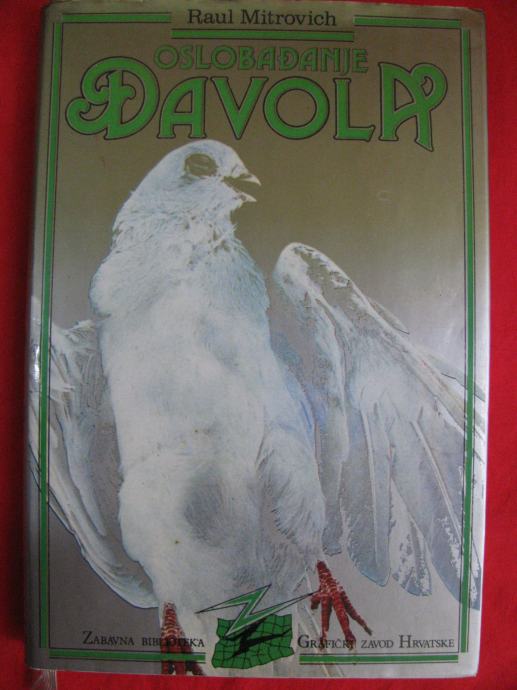 Raul Mitrovich
OSLOBAĐANJE
ĐAVOLA
ZABAVNA BIBLIOTEKA
GRAFIČKI ZAVOD HRVATSKE